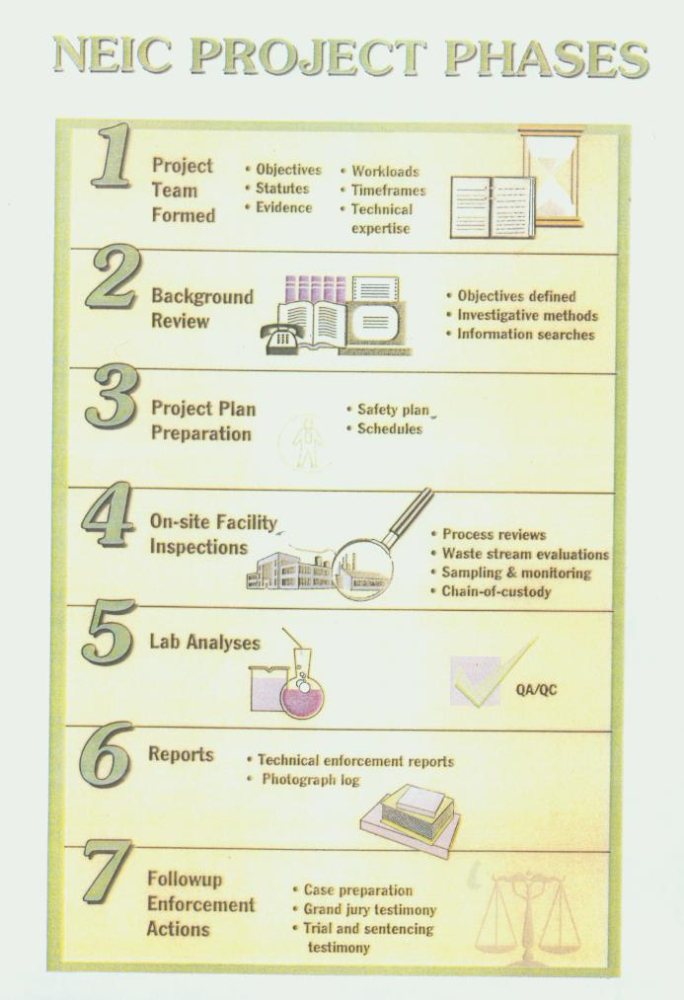 NEIC PROJECT PHASES
1
Project
Team
Formed
• Objectives
• Statutes
• Evidence
• Workloads
• Timeframes
• Technical
expertise
2
Background
Review
• Objectives defined
• Investigative methods
• Information searches
3
Project Plan
Preparation
• Safety plan
• Schedules
4
On-site Facility
Inspections
• Process reviews
• Waste stream evaluations
• Sampling & monitoring
• Chain-of-custody
5
Lab Analyses
QA/QC
6
Reports
• Technical enforcement reports
• Photograph log
7
Followup
Enforcement
Actions
• Case preparation
• Grand jury testimony
• Trial and sentencing
testimony